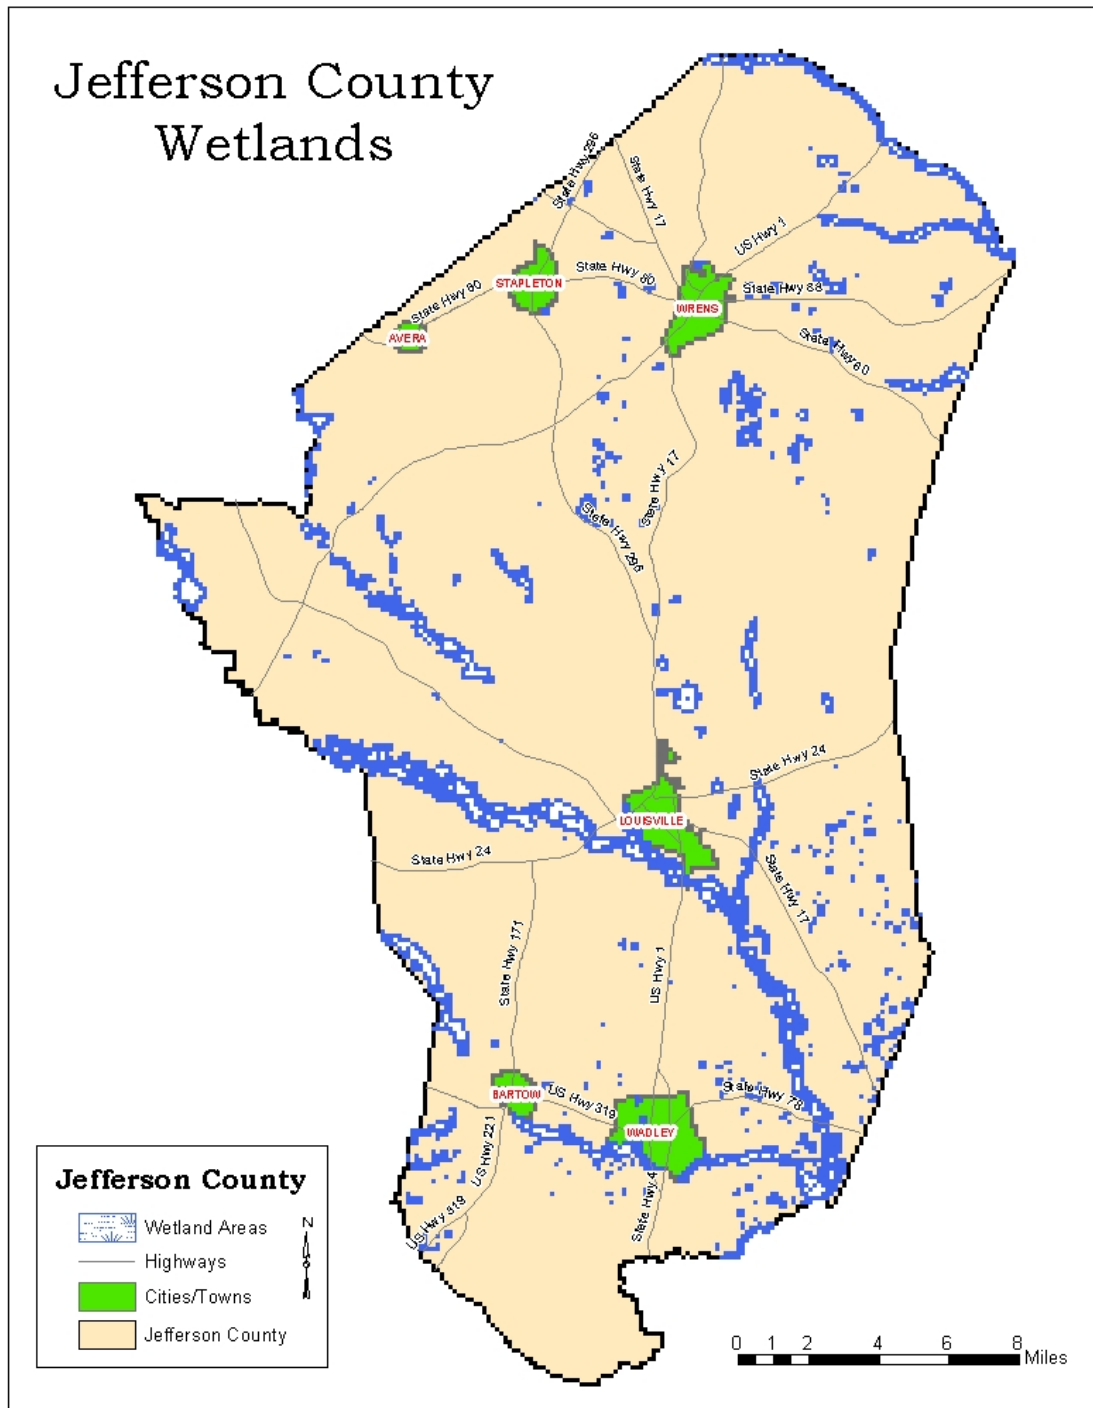 Jefferson County
Wetlands
State Hwy 296
State Hwy 17
US Hwy 1
State Hwy 80
State Hwy 88
STAPLETON
State Hwy 80
WRENS
AVERA
State Hwy 80
State Hwy 17
State Hwy 296
State Hwy 24
LOUISVILLE
State Hwy 24
State Hwy 17
State Hwy 171
US Hwy 1
BARTOW
US Hwy 319
State Hwy 78
WADLEY
US Hwy 221
State Hwy 4
US Hwy 319
Jefferson County
Wetland Areas
Highways
Cities/Towns
Jefferson County
N
0 1 2 4 6 8
Miles